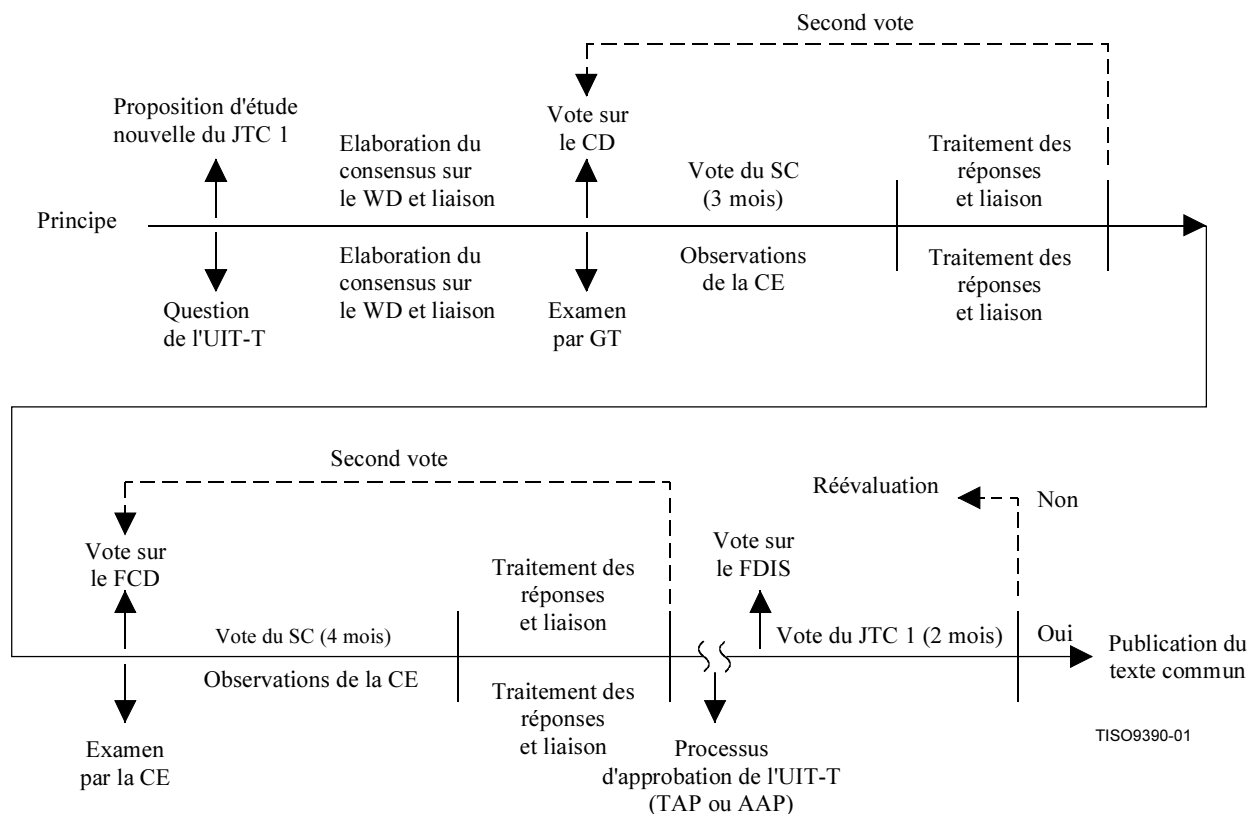 Second vote
Proposition d'étude
nouvelle du JTC 1
Elaboration du
consensus sur
le WD et liaison
Vote sur
le CD
Vote du SC
(3 mois)
Traitement des
réponses
et liaison
Principe
Question
de l'UIT-T
Elaboration du
consensus sur
le WD et liaison
Examen
par GT
Observations
de la CE
Traitement des
réponses
et liaison
Second vote
Réévaluation
Non
Vote sur
le FCD
Traitement des
réponses
et liaison
Vote sur
le FDIS
Vote du SC (4 mois)
Vote du JTC 1 (2 mois)
Oui
Publication du
texte commun
Observations de la CE
Traitement des
réponses
et liaison
Examen
par la CE
Processus
d'approbation de l'UIT-T
(TAP ou AAP)
TISO9390-01